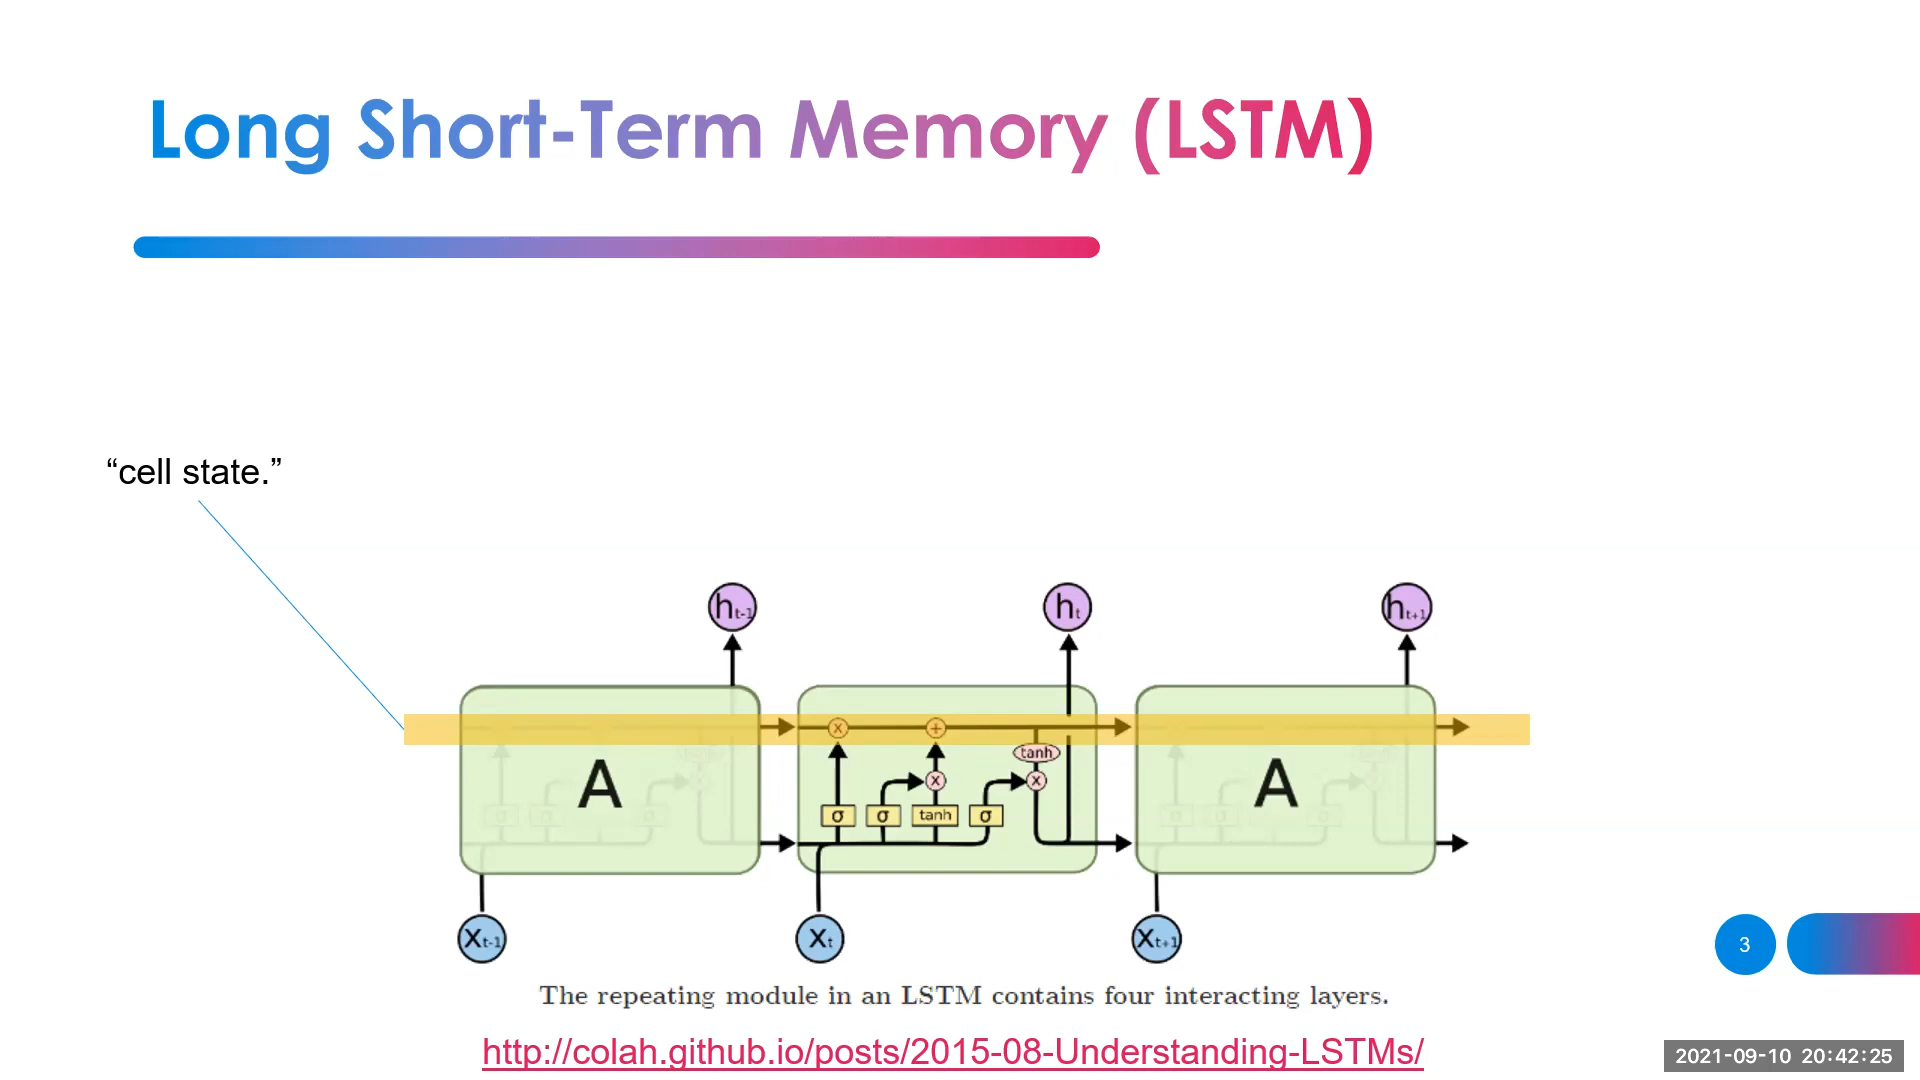 Long Short-Term Memory (LSTM)
“cell state.”
ht-1
ht
ht+1
x
+
tanh
A
x
x
A
σ
σ
tanh
σ
Xt-1
Xt
Xt+1
3
The repeating module in an LSTM contains four interacting layers.
http://colah.github.io/posts/2015-08-Understanding-LSTMs/
2021-09-10 20:42:25